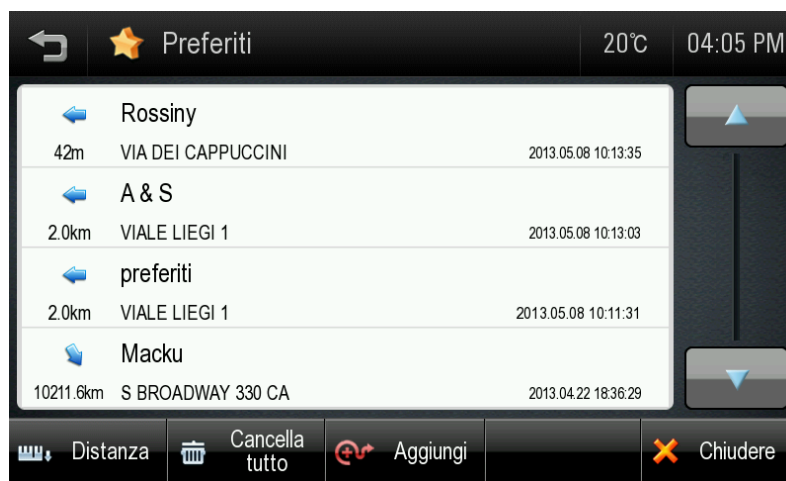 Preferiti 20°C 04:05 PM
Rossiny
42m VIA DEI CAPPUCCINI 2013.05.08 10:13:35
A & S
2.0km VIALE LIEGI 1 2013.05.08 10:13:03
preferiti
2.0km VIALE LIEGI 1 2013.05.08 10:11:31
Macku
10211.6km S BROADWAY 330 CA 2013.04.22 18:36:29
Distanza Cancella tutto Aggiungi Chiudere